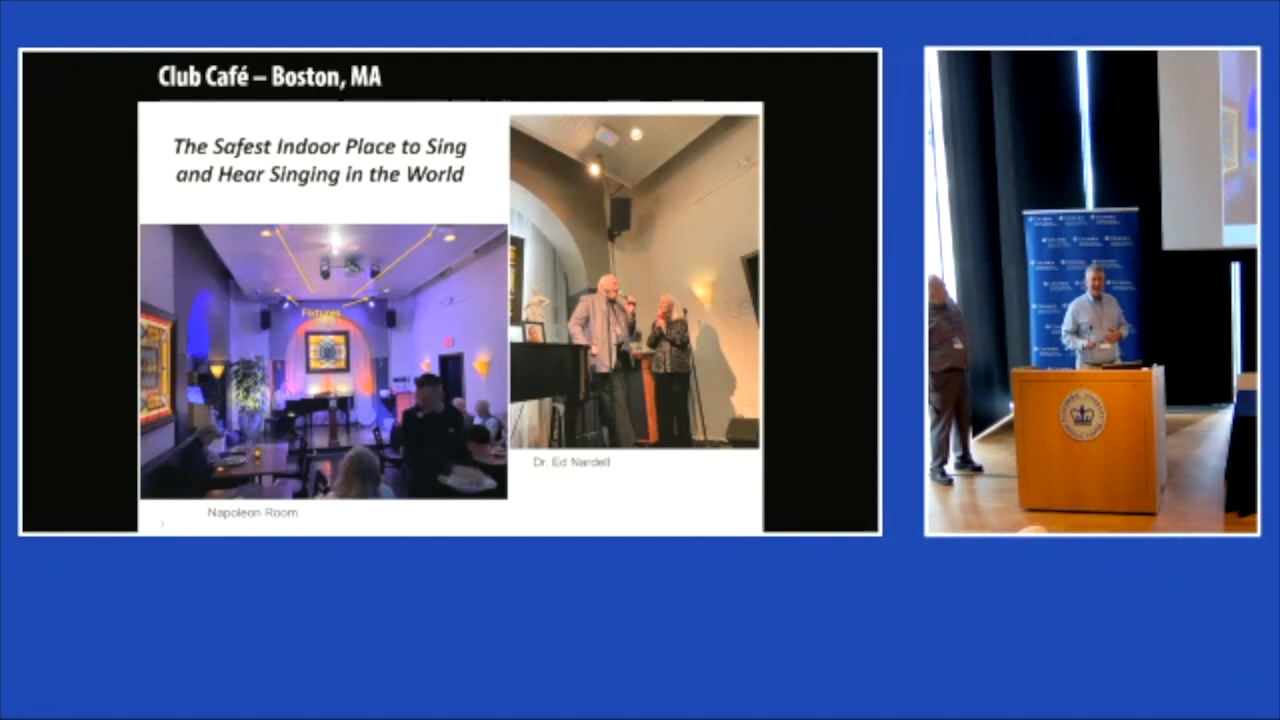 Club Café – Boston, MA
The Safest Indoor Place to Sing
and Hear Singing in the World
Fixtures
Dr. Ed Nardell
Napoleon Room